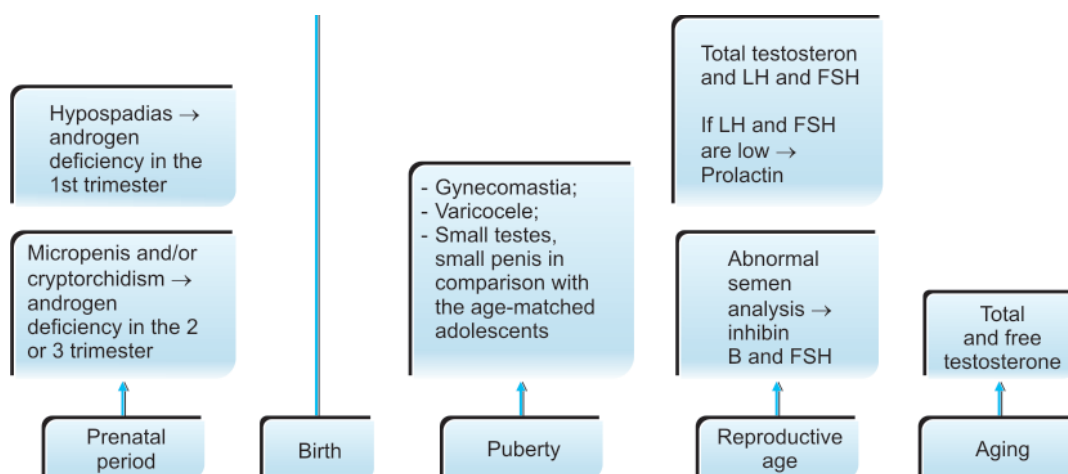 Hypospadias →
androgen
deficiency in the
1st trimester
Micropenis and/or
cryptorchidism →
androgen
deficiency in the 2
or 3 trimester
Prenatal
period
Birth
- Gynecomastia;
- Varicocele;
- Small testes,
small penis in
comparison with
the age-matched
adolescents
Puberty
Total testosteron
and LH and FSH
If LH and FSH
are low →
Prolactin
Abnormal
semen
analysis →
inhibin
B and FSH
Reproductive
age
Total
and free
testosterone
Aging